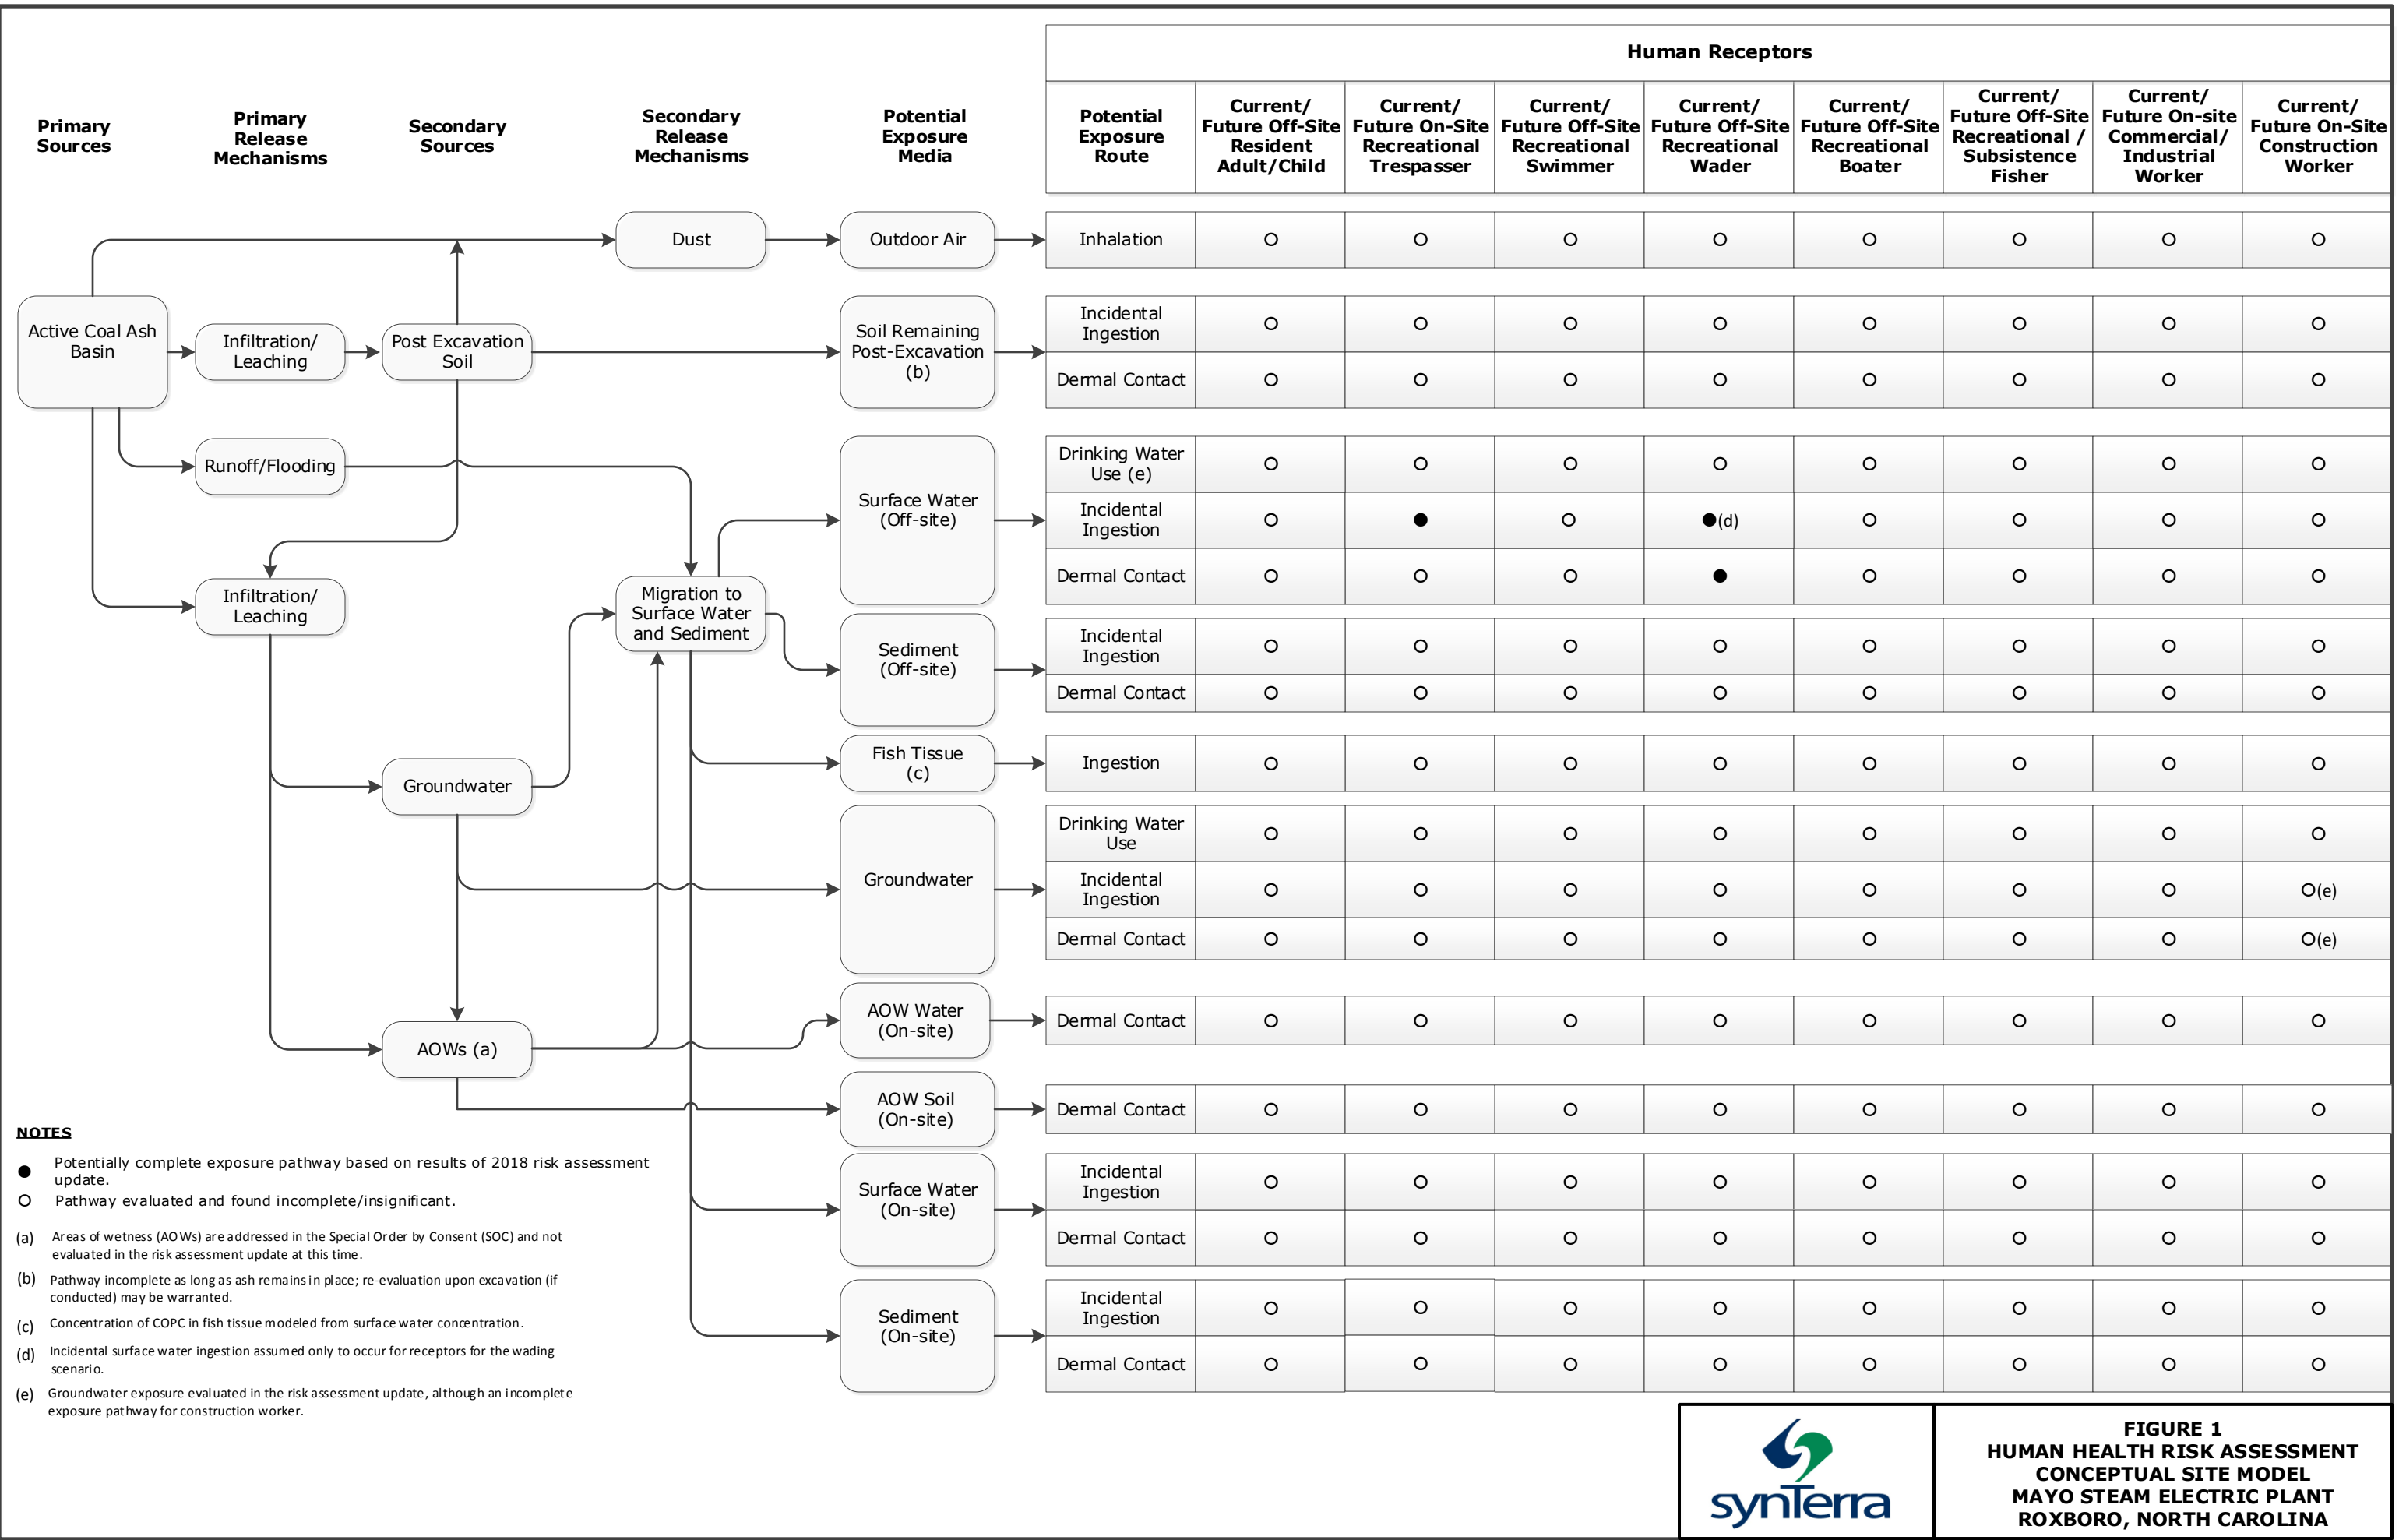 Human Receptors
Primary
Sources
Primary
Release
Mechanisms
Secondary
Sources
Secondary
Release
Mechanisms
Potential
Exposure
Media
Potential
Exposure
Route
Current/
Future Off-Site
Resident
Adult/Child
Current/
Future On-Site
Recreational
Trespasser
Current/
Future Off-Site
Recreational
Swimmer
Current/
Future Off-Site
Recreational
Wader
Current/
Future Off-Site
Recreational
Boater
Current/
Future Off-Site
Recreational /
Subsistence
Fisher
Current/
Future On-site
Commercial/
Industrial
Worker
Current/
Future On-Site
Construction
Worker
Dust
Outdoor Air
Inhalation
Active Coal Ash
Basin
Infiltration/
Leaching
Post Excavation
Soil
Soil Remaining
Post-Excavation
(b)
Incidental
Ingestion
Dermal Contact
Runoff/Flooding
Surface Water
(Off-site)
Drinking Water
Use (e)
Incidental
Ingestion
(d)
Dermal Contact
Infiltration/
Leaching
Migration to
Surface Water
and Sediment
Sediment
(Off-site)
Incidental
Ingestion
Dermal Contact
Fish Tissue
(c)
Ingestion
Groundwater
Groundwater
Drinking Water
Use
Incidental
Ingestion
(e)
Dermal Contact
(e)
AOWs (a)
AOW Water
(On-site)
Dermal Contact
AOW Soil
(On-site)
Dermal Contact
Surface Water
(On-site)
Incidental
Ingestion
Dermal Contact
Sediment
(On-site)
Incidental
Ingestion
Dermal Contact
NOTES
Potentially complete exposure pathway based on results of 2018 risk assessment
update.
Pathway evaluated and found incomplete/insignificant.
(a) Areas of wetness (AOWs) are addressed in the Special Order by Consent (SOC) and not
evaluated in the risk assessment update at this time.
(b) Pathway incomplete as long as ash remains in place; re-evaluation upon excavation (if
conducted) may be warranted.
(c) Concentration of COPC in fish tissue modeled from surface water concentration.
(d) Incidental surface water ingestion assumed only to occur for receptors for the wading
scenario.
(e) Groundwater exposure evaluated in the risk assessment update, although an incomplete
exposure pathway for construction worker.
synTerra
FIGURE 1
HUMAN HEALTH RISK ASSESSMENT
CONCEPTUAL SITE MODEL
MAYO STEAM ELECTRIC PLANT
ROXBORO, NORTH CAROLINA